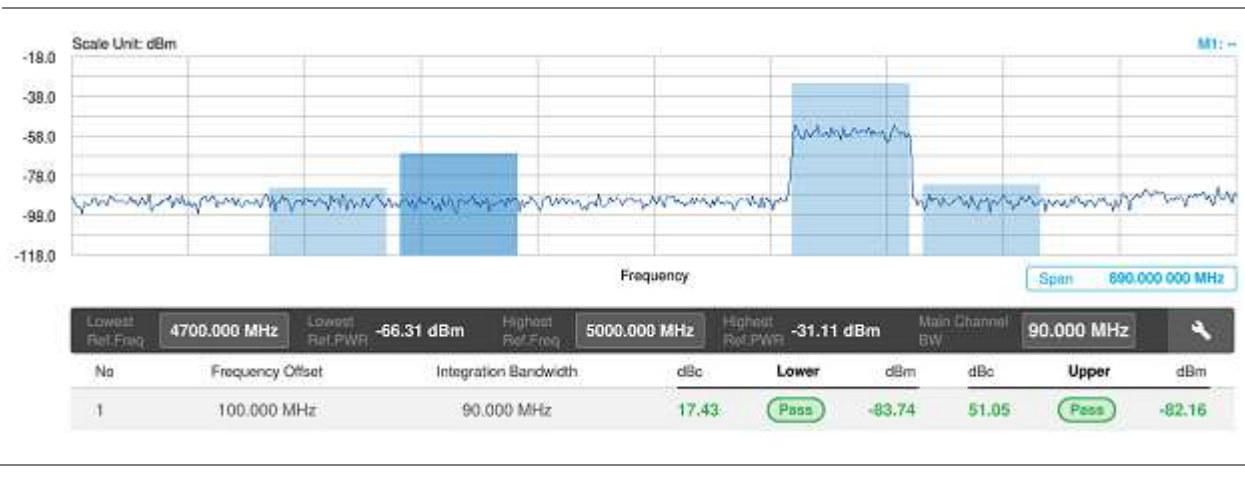 Scale Unit: dBm
M1: --
-18.0
-38.0
-58.0
-78.0
-98.0
-118.0
Frequency
Span 890.000 000 MHz
Lowest Ref.Freq 4700.000 MHz Lowest Ref.PWR -66.31 dBm Highest Ref.Freq 5000.000 MHz Highest Ref.PWR -31.11 dBm Main Channel BW 90.000 MHz
No Frequency Offset Integration Bandwidth dBc Lower dBm dBc Upper dBm
1 100.000 MHz 90.000 MHz 17.43 Pass -83.74 51.05 Pass -82.16